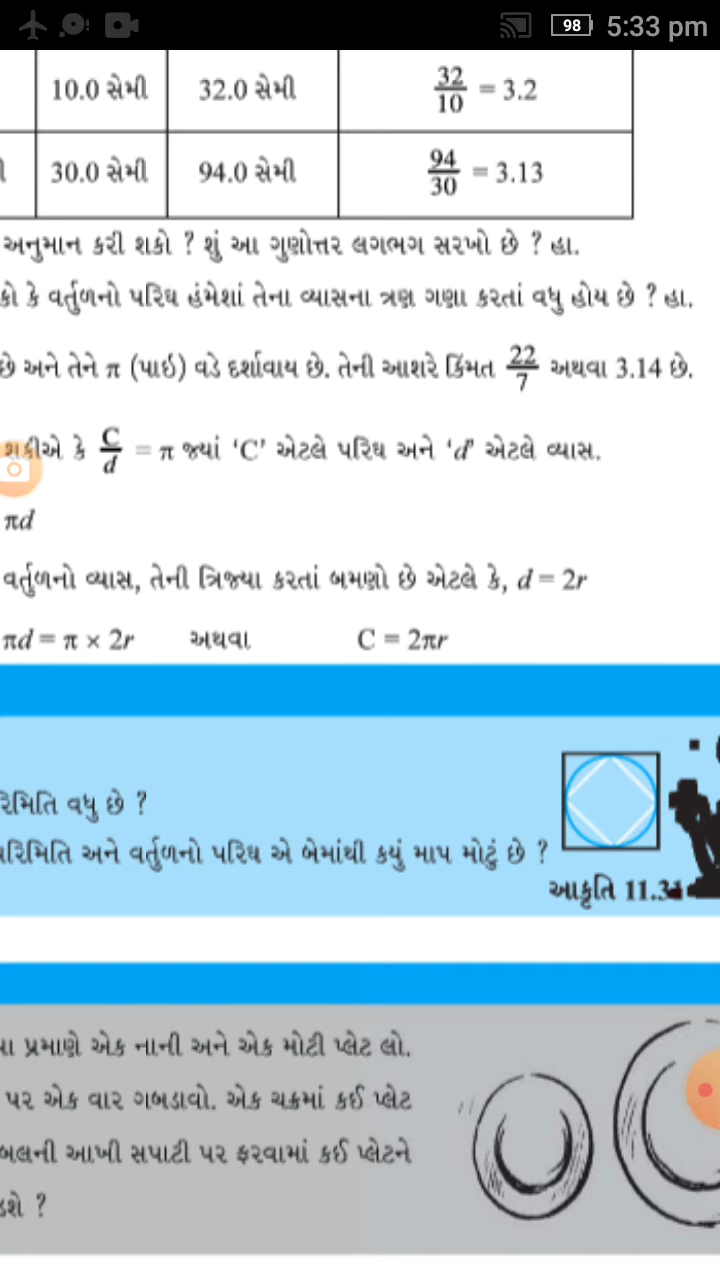 98 5:33 pm
10.0 સેમી 32.0 સેમી 32/10 = 3.2
30.0 સેમી 94.0 સેમી 94/30 = 3.13
અનુમાન કરી શકો ? શું આ ગુણોત્તર લગભગ સરખો છે ? હા.
કે વર્તુળનો પરિઘ હંમેશાં તેના વ્યાસના ત્રણ ગણા કરતાં વધુ હોય છે ? હા.
છે અને તેને π (પાઇ) વડે દર્શાવાય છે. તેની આશરે કિંમત 22/7 અથવા 3.14 છે.
શકીએ કે C/d = π જ્યાં ‘C’ એટલે પરિઘ અને ‘d’ એટલે વ્યાસ.
πd
વર્તુળનો વ્યાસ, તેની ત્રિજ્યા કરતાં બમણો છે એટલે કે, d = 2r
πd = π × 2r અથવા C = 2πr
વધુ છે ?
અને વર્તુળનો પરિઘ એ બેમાંથી કયું માપ મોટું છે ?
આકૃતિ
પ્રમાણે એક નાની અને એક મોટી પ્લેટ લો.
પર એક વાર ગબડાવો. એક ચક્રમાં કઈ પ્લેટ
આખી સપાટી પર ફરવામાં કઈ પ્લેટને
?